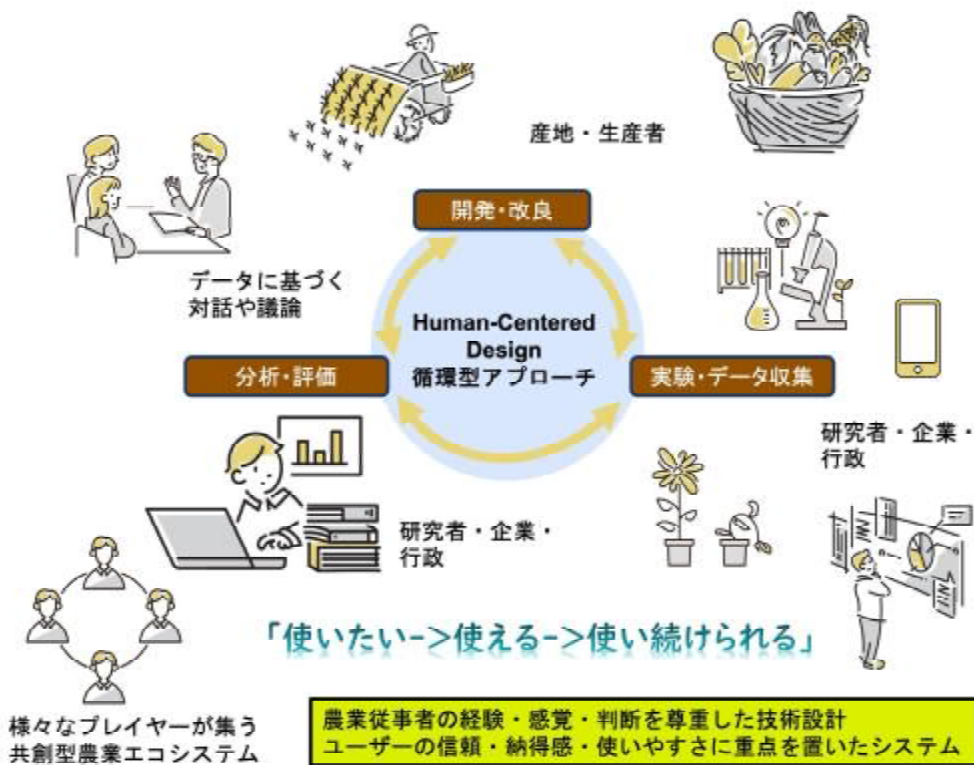 産地・生産者
開発・改良
データに基づく
対話や議論
Human-Centered
Design
循環型アプローチ
分析・評価
実験・データ収集
研究者・企業・
行政
研究者・企業・
行政
「使いたい->使える->使い続けられる」
様々なプレイヤーが集う
共創型農業エコシステム
農業従事者の経験・感覚・判断を尊重した技術設計
ユーザーの信頼・納得感・使いやすさに重点を置いたシステム